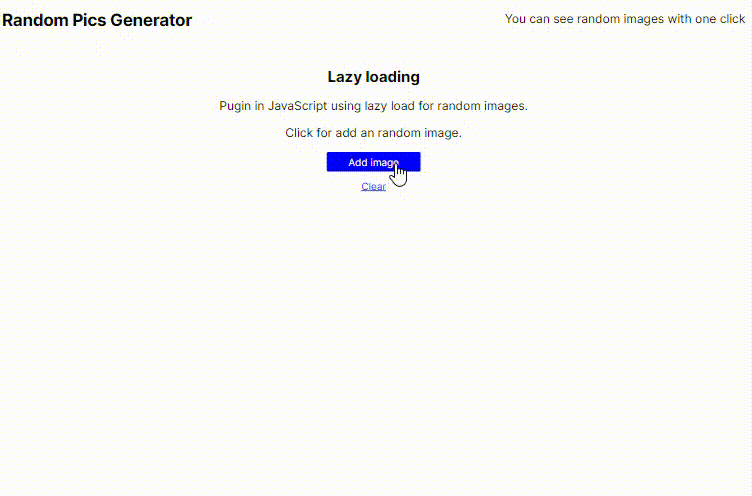 Random Pics Generator
You can see random images with one click
Lazy loading
Pugin in JavaScript using lazy load for random images.
Click for add an random image.
Add image
Clear